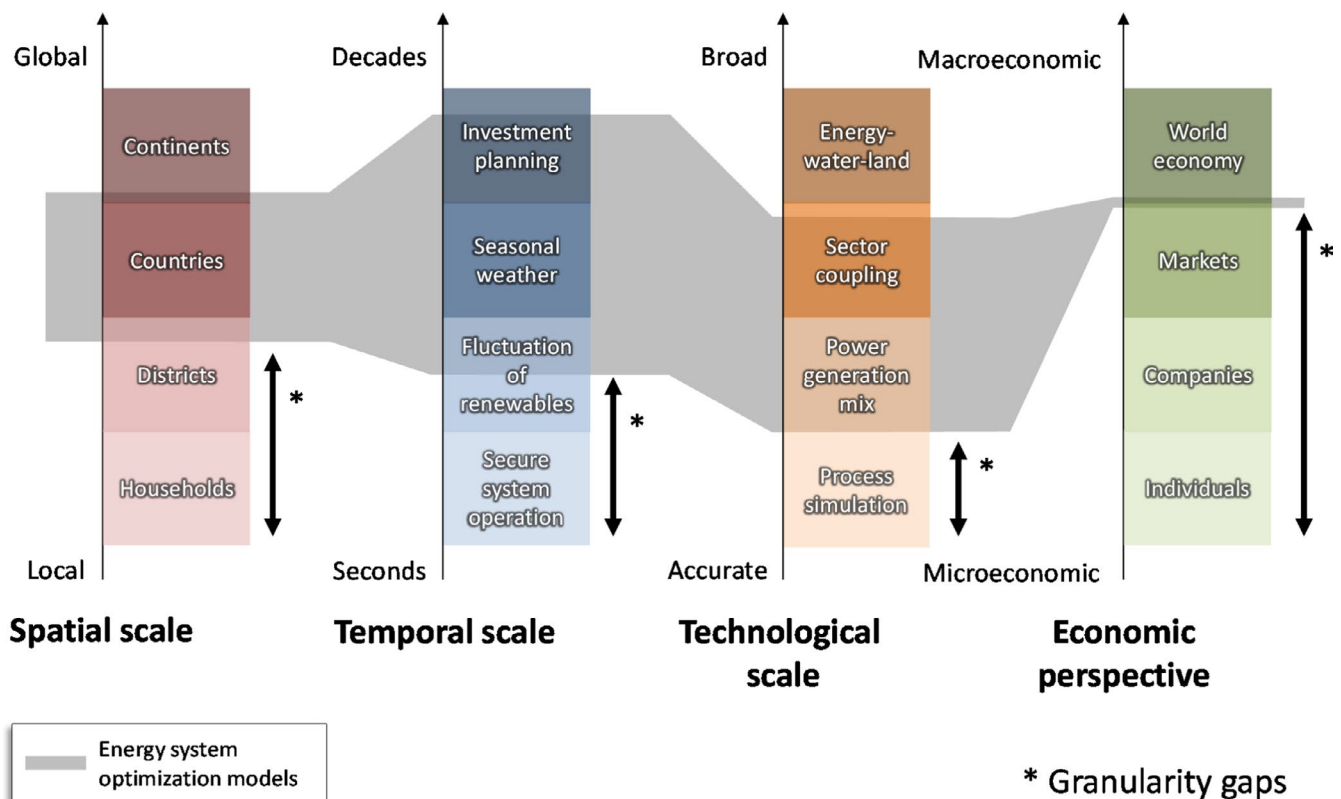 Global
Continents
Countries
Districts
Households
Local
*
Spatial scale
Decades
Investment
planning
Seasonal
weather
Fluctuation
of
renewables
Secure
system
operation
Seconds
*
Temporal scale
Broad
Energy-
water-land
Sector
coupling
Power
generation
mix
Process
simulation
Accurate
*
Technological
scale
Macroeconomic
World
economy
Markets
Companies
Individuals
Microeconomic
*
Economic
perspective
Energy system
optimization models
* Granularity gaps